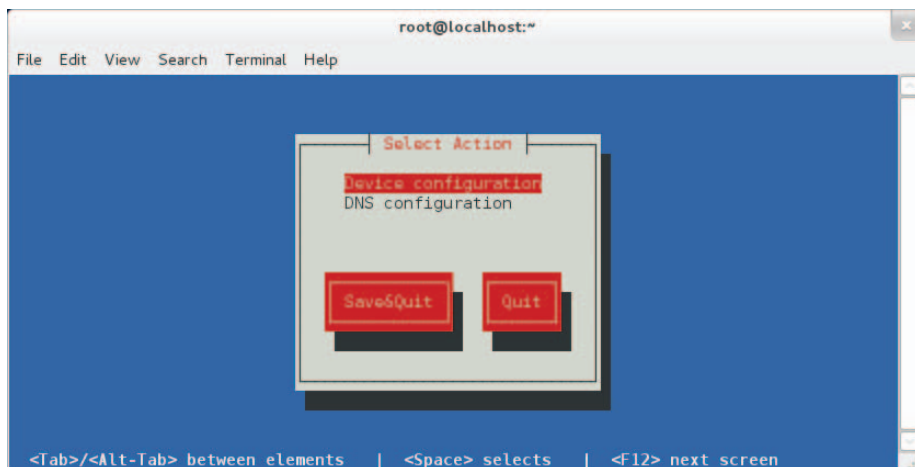 root@localhost:~
File Edit View Search Terminal Help
Select Action
Device configuration
DNS configuration
Save&Quit Quit
<Tab>/<Alt-Tab> between elements | <Space> selects | <F12> next screen